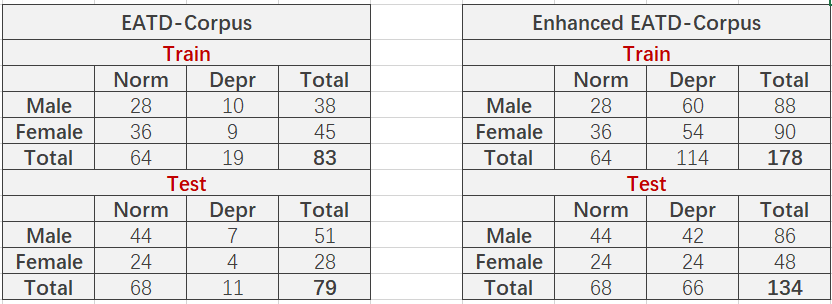 EATD-Corpus
Train
Norm Depr Total
Male 28 10 38
Female 36 9 45
Total 64 19 83
Test
Norm Depr Total
Male 44 7 51
Female 24 4 28
Total 68 11 79
Enhanced EATD-Corpus
Train
Norm Depr Total
Male 28 60 88
Female 36 54 90
Total 64 114 178
Test
Norm Depr Total
Male 44 42 86
Female 24 24 48
Total 68 66 134